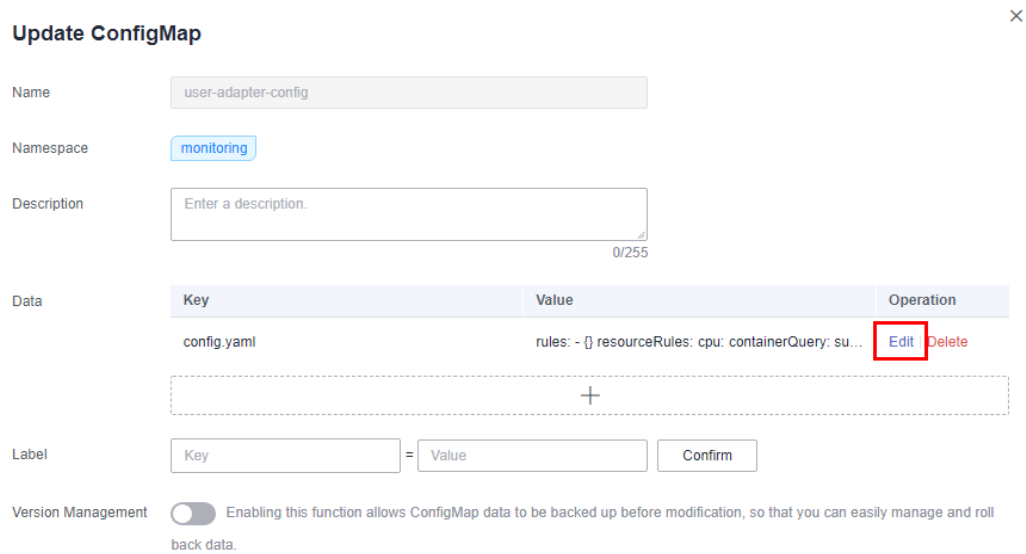 Update ConfigMap
Name user-adapter-config
Namespace monitoring
Description Enter a description.
0/255
Data Key Value Operation
config.yaml rules: - {} resourceRules: cpu: containerQuery: su... Edit Delete
Label Key = Value Confirm
Version Management Enabling this function allows ConfigMap data to be backed up before modification, so that you can easily manage and roll
back data.